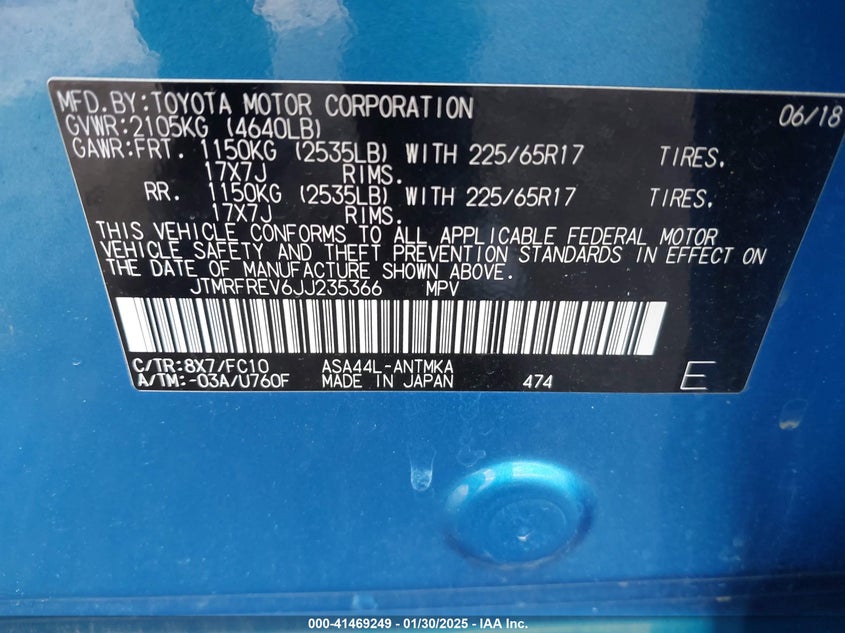 MFD.BY:TOYOTA MOTOR CORPORATION 06/18
GVWR:2105KG (4640LB)
GAWR:FRT. 1150KG (2535LB) WITH 225/65R17 TIRES.
17X7J RIMS.
RR. 1150KG (2535LB) WITH 225/65R17 TIRES.
17X7J RIMS.
THIS VEHICLE CONFORMS TO ALL APPLICABLE FEDERAL MOTOR
VEHICLE SAFETY AND THEFT PREVENTION STANDARDS IN EFFECT ON
THE DATE OF MANUFACTURE SHOWN ABOVE.
JTMRFREV6JJ235366 MPV
C/TR:8X7/FC10 ASA44L-ANTMKA
A/TM:-03A/U760F MADE IN JAPAN 474 E
000-41469249 - 01/30/2025 - IAA Inc.